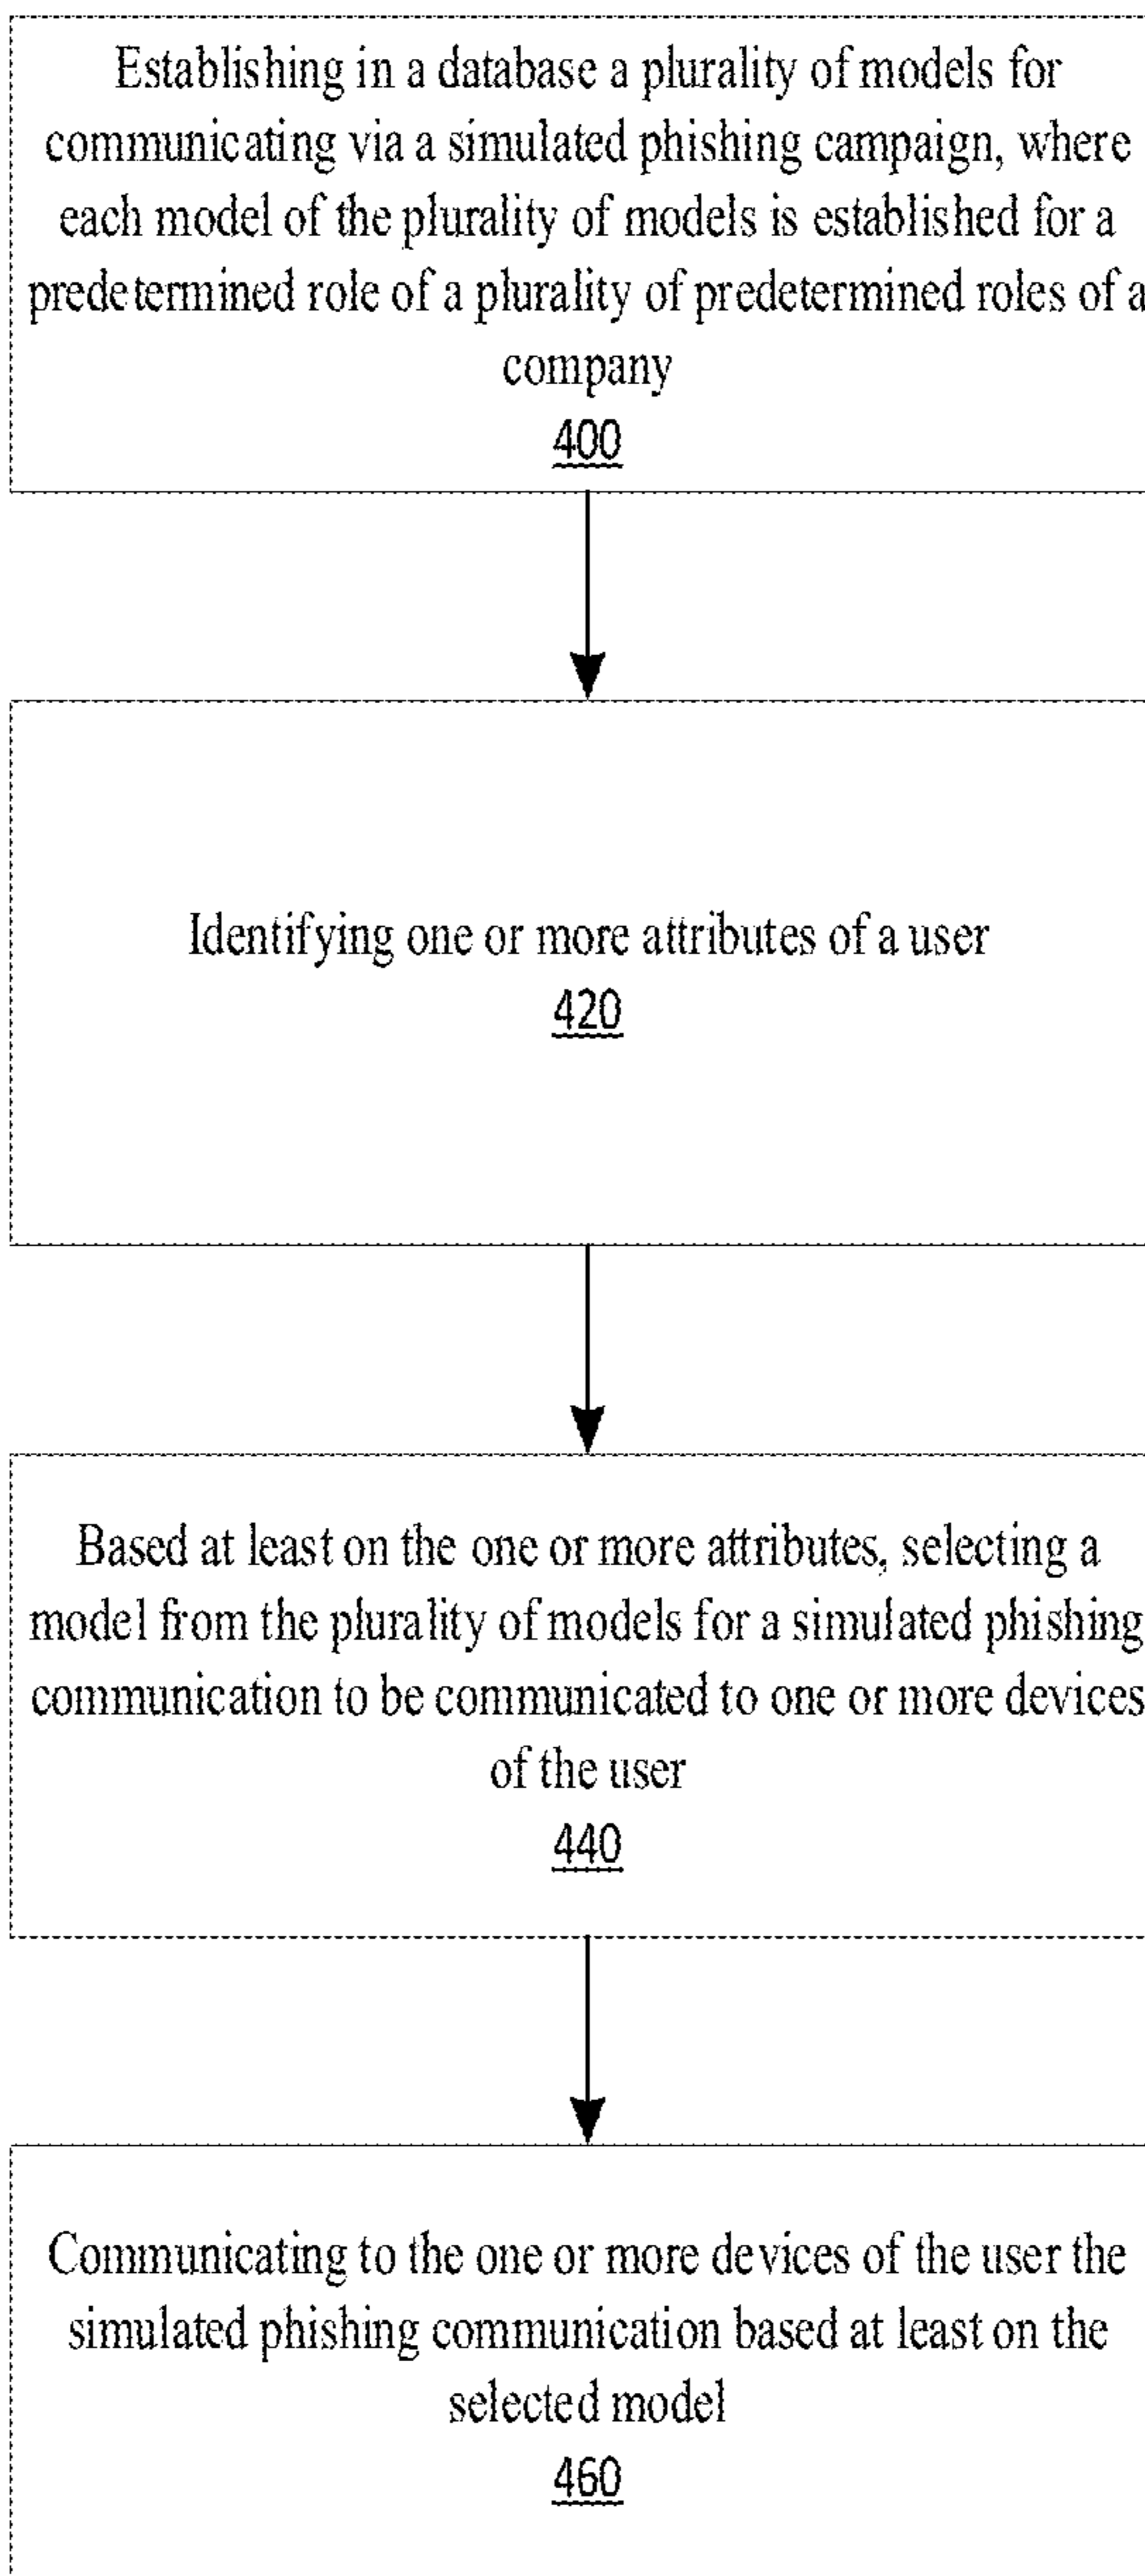 Establishing in a database a plurality of models for
communicating via a simulated phishing campaign, where
each model of the plurality of models is established for a
predetermined role of a plurality of predetermined roles of a
company
400
Identifying one or more attributes of a user
420
Based at least on the one or more attributes, selecting a
model from the plurality of models for a simulated phishing
communication to be communicated to one or more devices
of the user
440
Communicating to the one or more devices of the user the
simulated phishing communication based at least on the
selected model
460